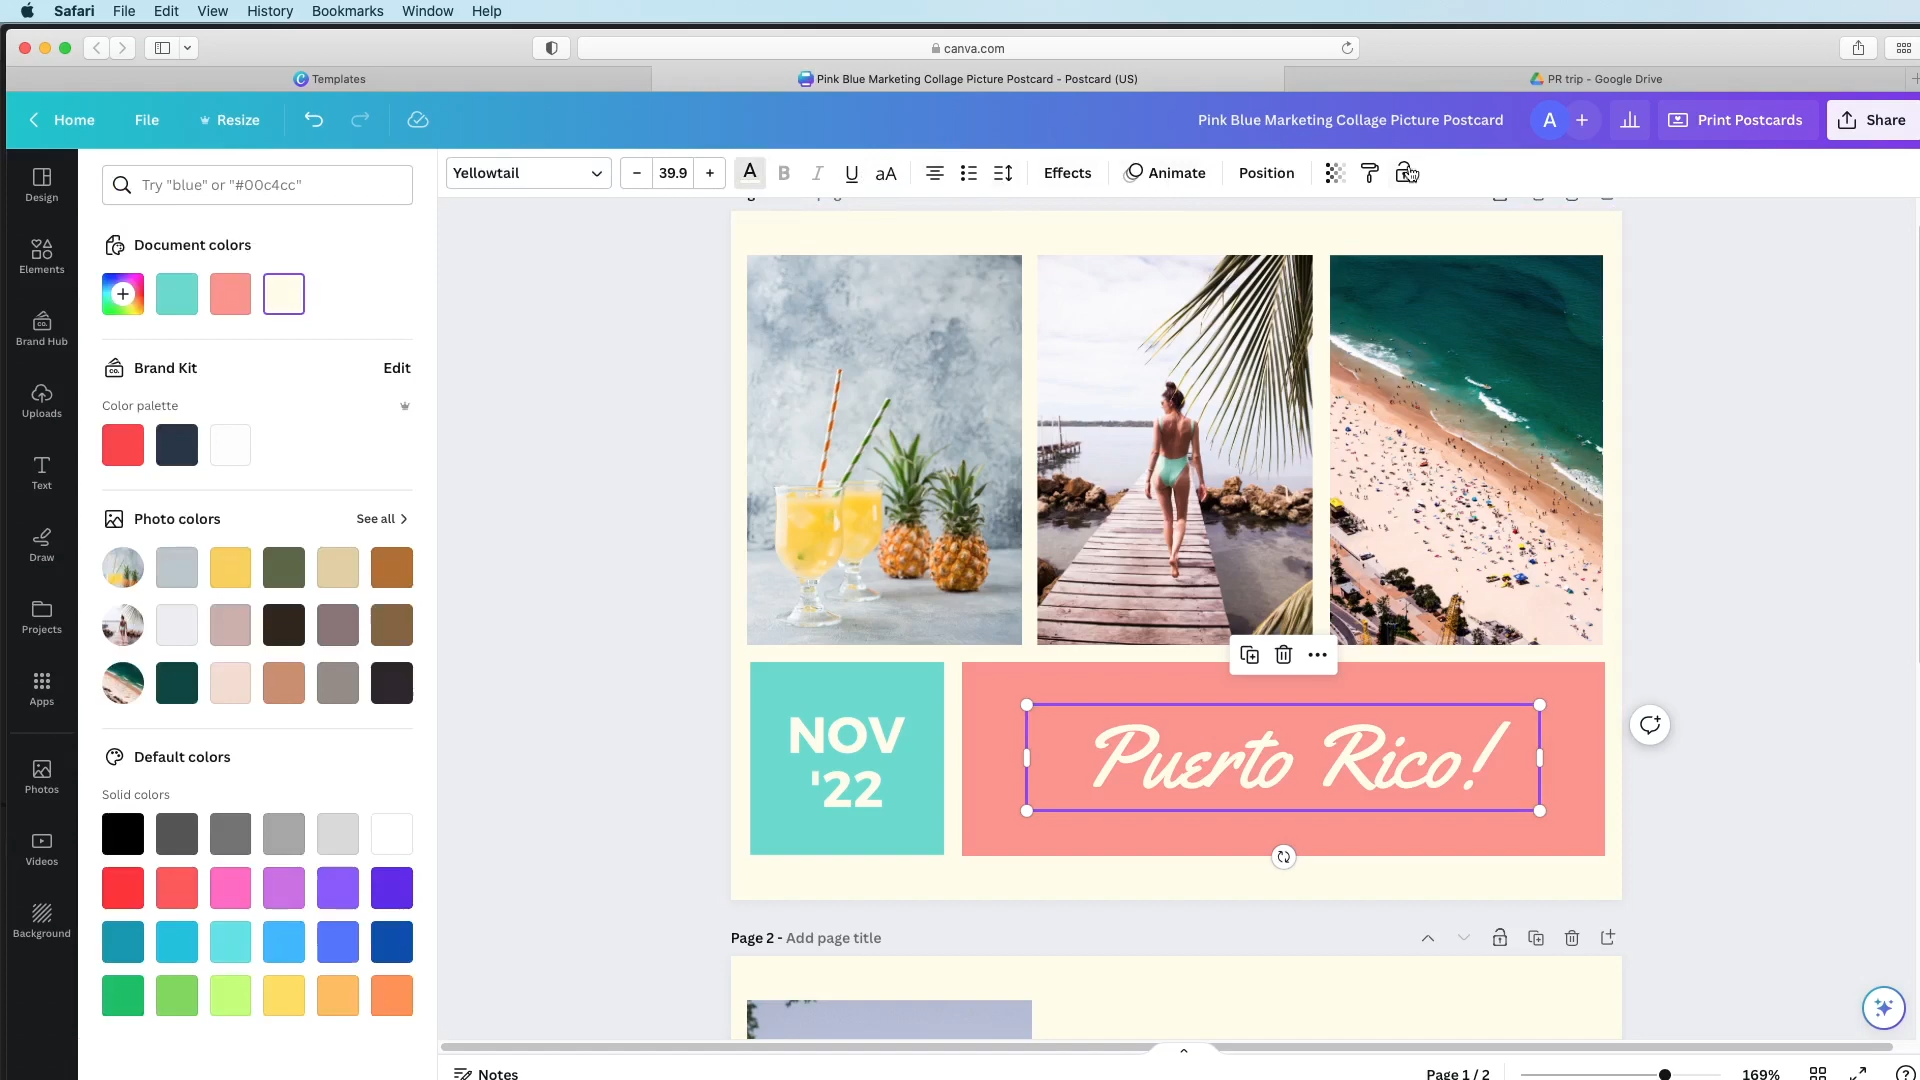 Safari File Edit View History Bookmarks Window Help
canva.com
Templates
Pink Blue Marketing Collage Picture Postcard - Postcard (US)
PR trip - Google Drive
Home File Resize
Pink Blue Marketing Collage Picture Postcard
A
Print Postcards
Share
Design
Elements
Brand Hub
Uploads
Text
Draw
Projects
Apps
Photos
Videos
Background
Try "blue" or "#00c4cc"
Document colors
Brand Kit
Edit
Color palette
Photo colors
See all
Default colors
Solid colors
Yellowtail
- 39.9 +
A B I U aA
Effects
Animate
Position
NOV
'22
Puerto Rico!
Page 2 - Add page title
Notes
Page 1 / 2
169%